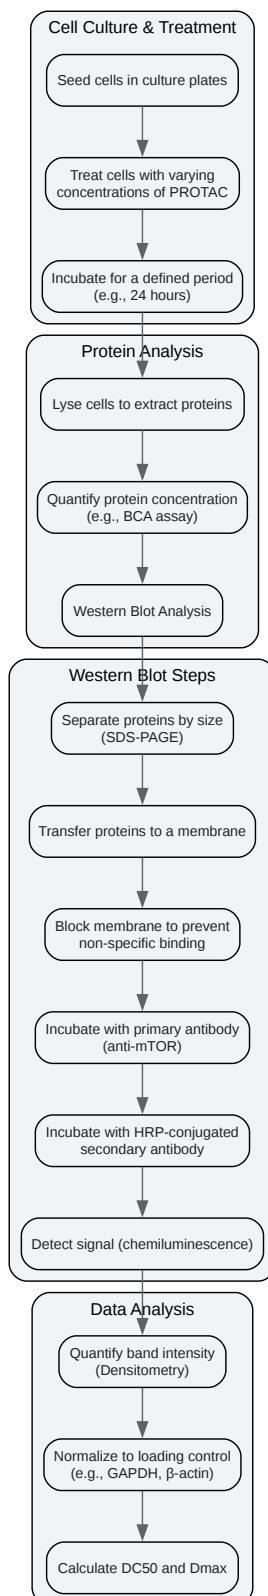 Cell Culture & Treatment
Seed cells in culture plates
Treat cells with varying
concentrations of PROTAC
Incubate for a defined period
(e.g., 24 hours)
Protein Analysis
Lyse cells to extract proteins
Quantify protein concentration
(e.g., BCA assay)
Western Blot Analysis
Western Blot Steps
Separate proteins by size
(SDS-PAGE)
Transfer proteins to a membrane
Block membrane to prevent
non-specific binding
Incubate with primary antibody
(anti-mTOR)
Incubate with HRP-conjugated
secondary antibody
Detect signal (chemiluminescence)
Data Analysis
Quantify band intensity
(Densitometry)
Normalize to loading control
(e.g., GAPDH, β-actin)
Calculate DC50 and Dmax